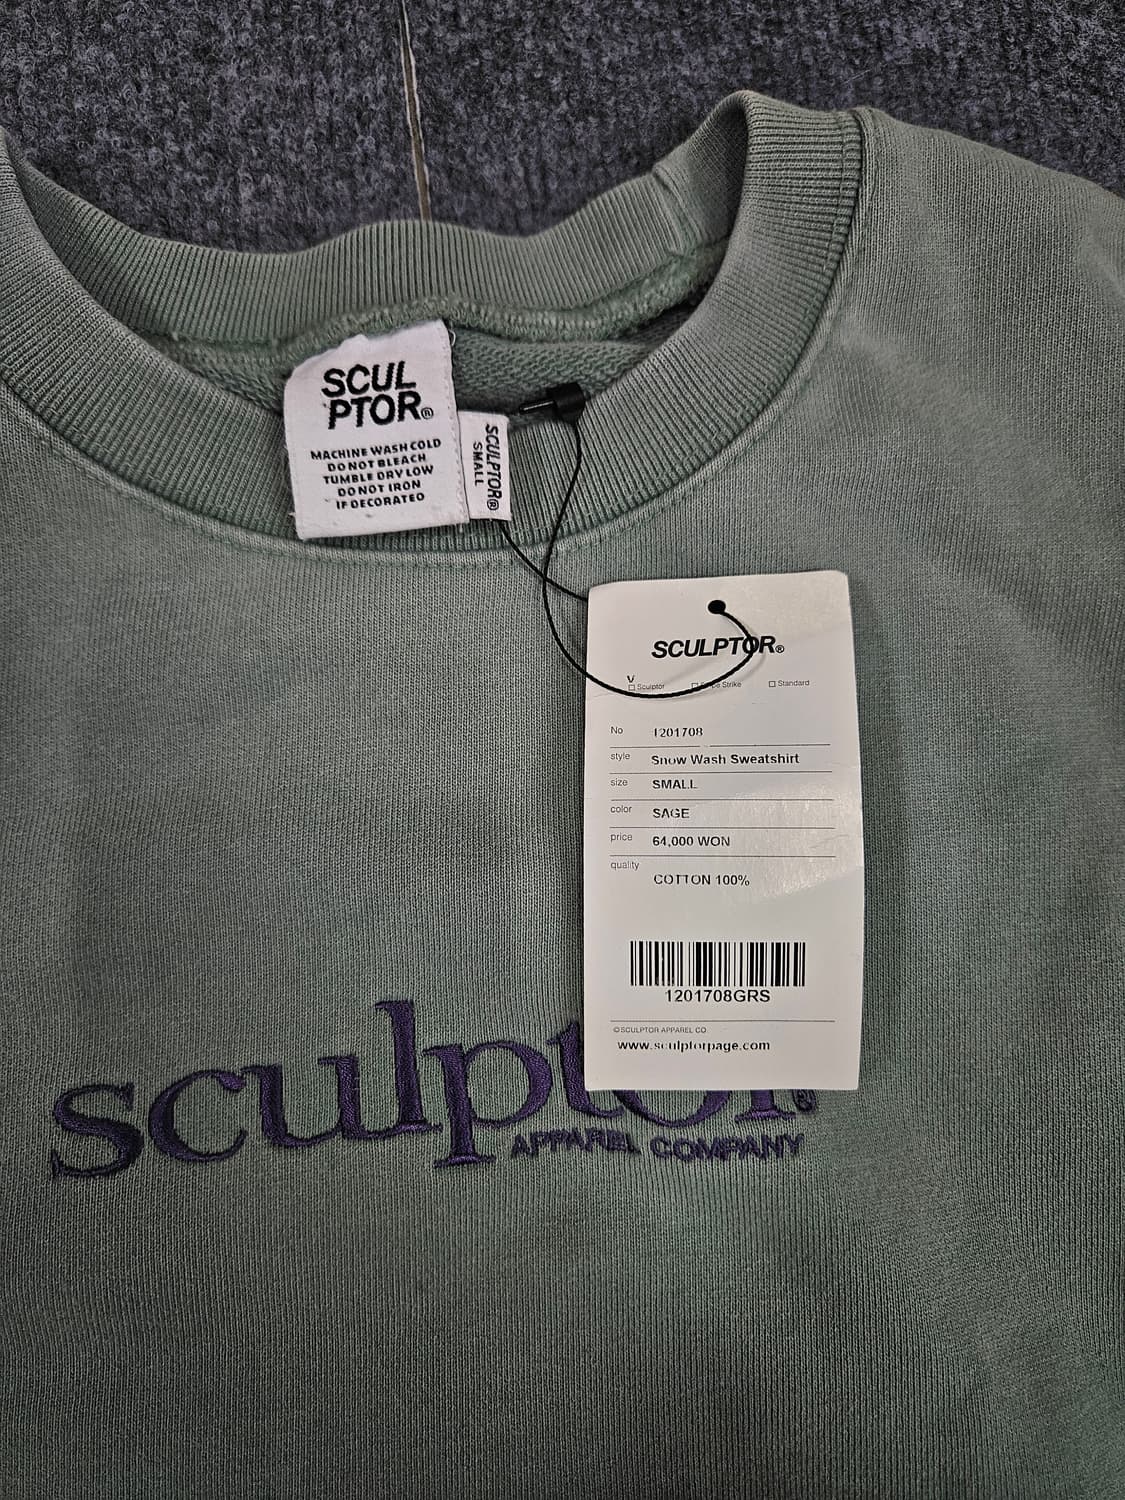 SCUL
PTOR®
MACHINE WASH COLD
DO NOT BLEACH
TUMBLE DRY LOW
DO NOT IRON
IF DECORATED
SCULPTOR®
SMALL
SCULPTOR®
V
Sculptor
Strike
Standard
No 1201708
style Snow Wash Sweatshirt
size SMALL
color SAGE
price 64,000 WON
quality
COTTON 100%
1201708GRS
©SCULPTOR APPAREL CO.
www.sculptorpage.com
sculptor®
APPAREL COMPANY